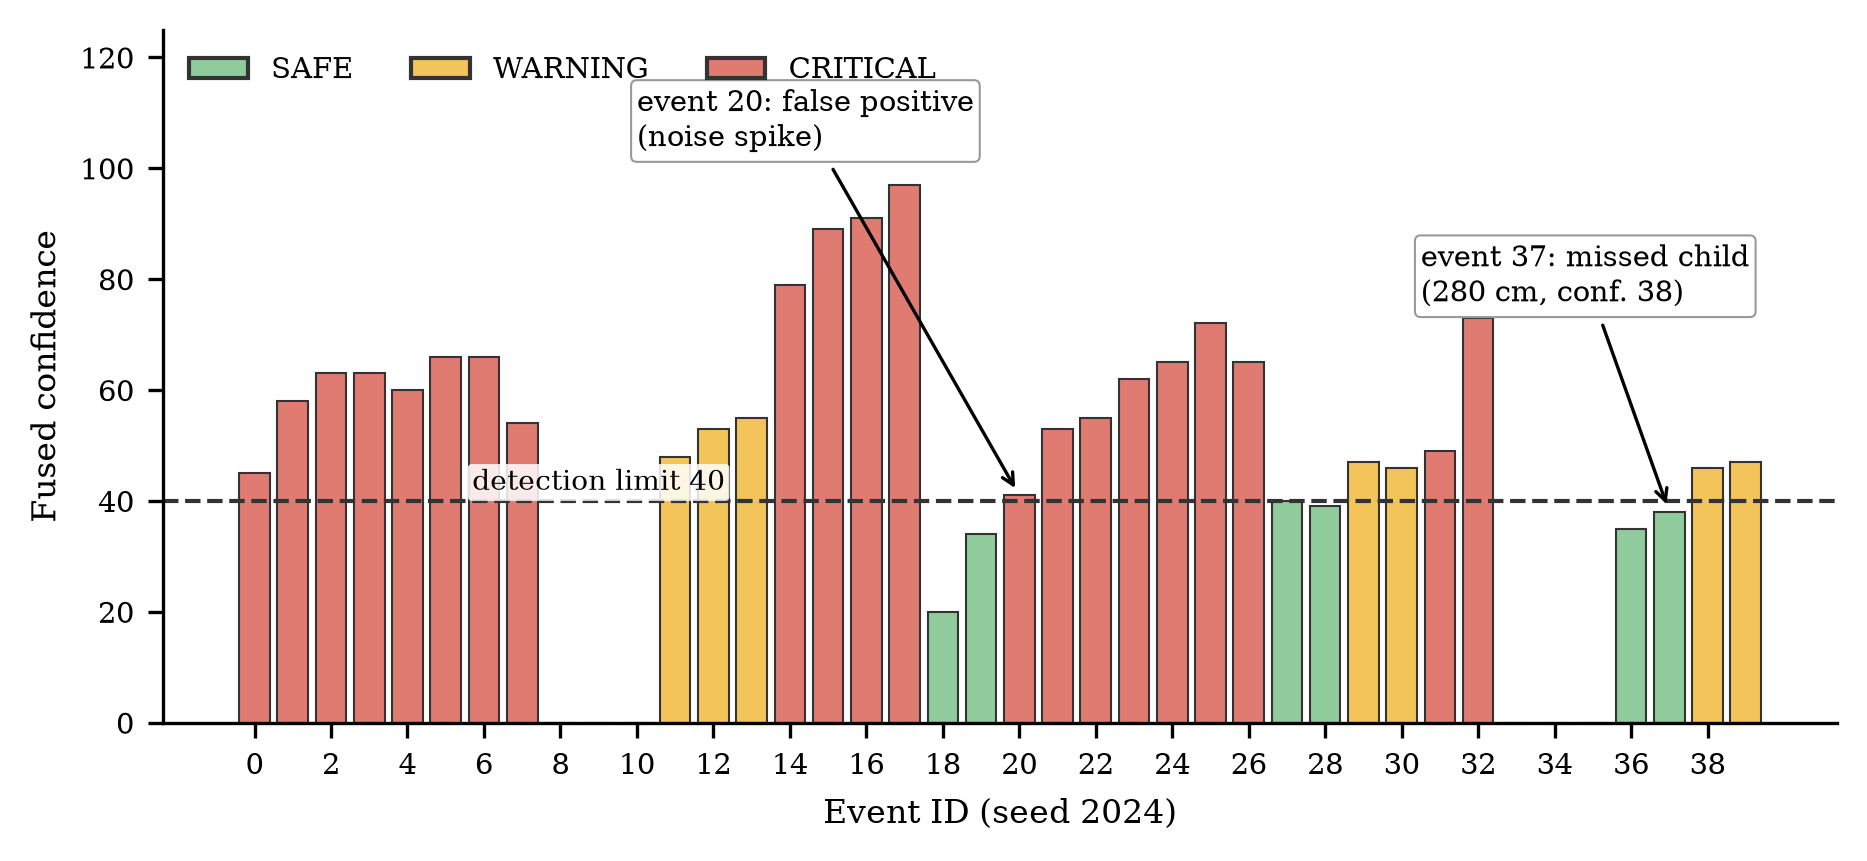 120
SAFE WARNING CRITICAL
event 20: false positive
(noise spike)
100
event 37: missed child
(280 cm, conf. 38)
80
60
detection limit 40
40
20
0
Fused confidence
0 2 4 6 8 10 12 14 16 18 20 22 24 26 28 30 32 34 36 38
Event ID (seed 2024)